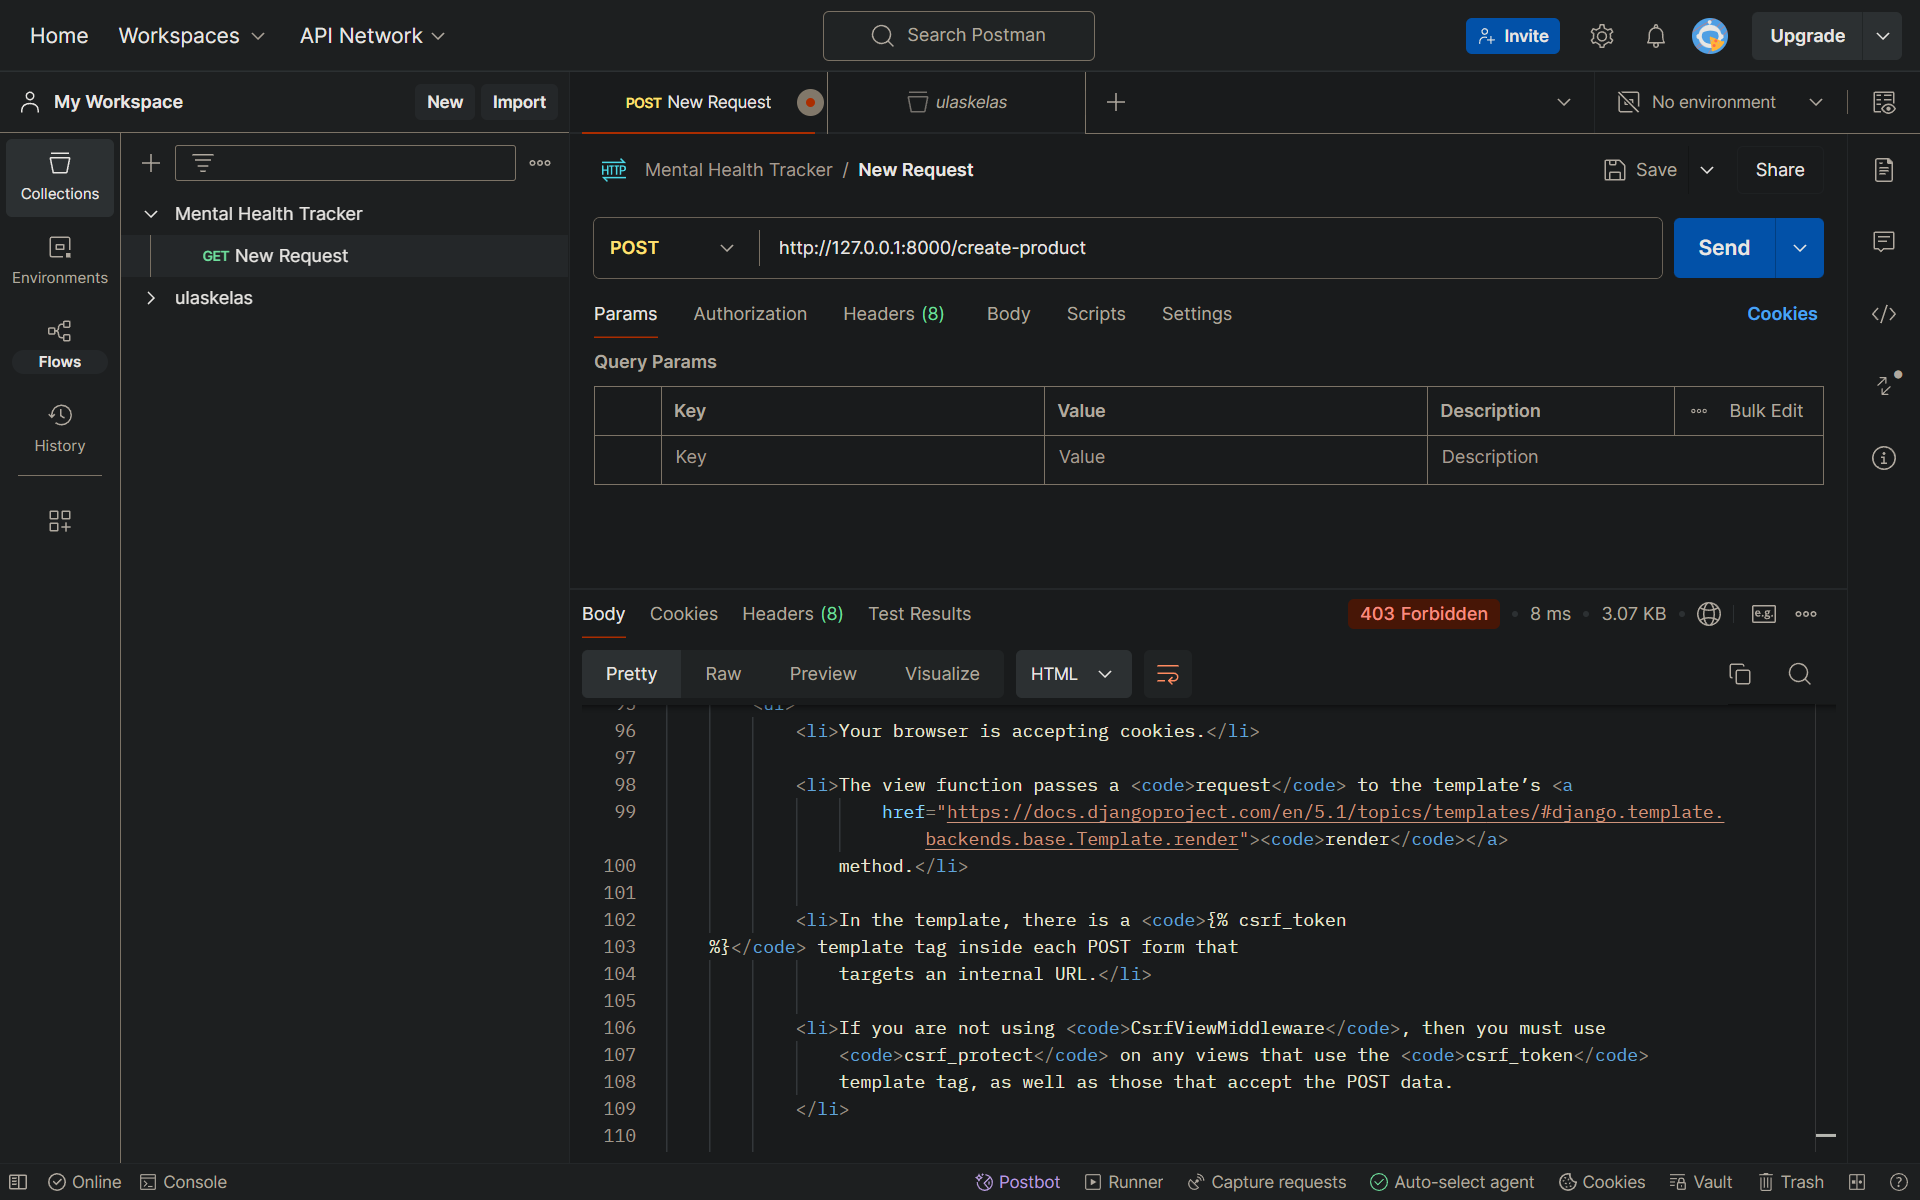 Home Workspaces API Network Search Postman Invite Upgrade
My Workspace New Import POST New Request ulaskelas No environment
Collections
Environments
Flows
History
Mental Health Tracker
GET New Request
ulaskelas
HTTP Mental Health Tracker / New Request Save Share
POST http://127.0.0.1:8000/create-product Send
Params Authorization Headers (8) Body Scripts Settings Cookies
Query Params
Key Value Description Bulk Edit
Key Value Description
Body Cookies Headers (8) Test Results 403 Forbidden 8 ms 3.07 KB e.g.
Pretty Raw Preview Visualize HTML
95 <ul>
96 <li>Your browser is accepting cookies.</li>
97
98 <li>The view function passes a <code>request</code> to the template’s <a
99 href="https://docs.djangoproject.com/en/5.1/topics/templates/#django.template.
backends.base.Template.render"><code>render</code></a>
100 method.</li>
101
102 <li>In the template, there is a <code>{% csrf_token
103 %}</code> template tag inside each POST form that
104 targets an internal URL.</li>
105
106 <li>If you are not using <code>CsrfViewMiddleware</code>, then you must use
107 <code>csrf_protect</code> on any views that use the <code>csrf_token</code>
108 template tag, as well as those that accept the POST data.
109 </li>
110
Online Console Postbot Runner Capture requests Auto-select agent Cookies Vault Trash